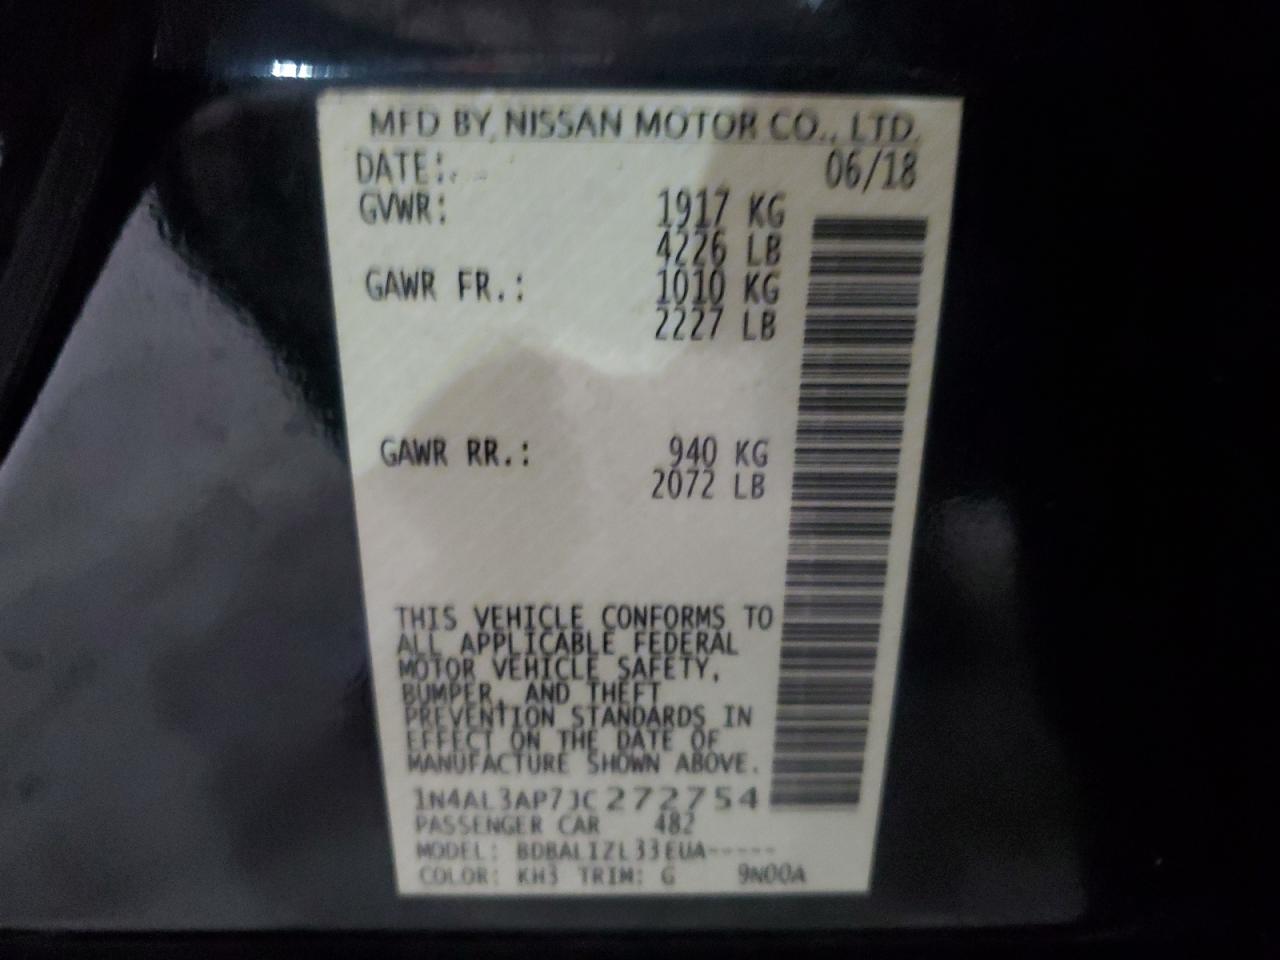 MFD BY NISSAN MOTOR CO., LTD.
DATE: 06/18
GVWR: 1917 KG
4226 LB
GAWR FR.: 1010 KG
2227 LB
GAWR RR.: 940 KG
2072 LB
THIS VEHICLE CONFORMS TO
ALL APPLICABLE FEDERAL
MOTOR VEHICLE SAFETY,
BUMPER, AND THEFT
PREVENTION STANDARDS IN
EFFECT ON THE DATE OF
MANUFACTURE SHOWN ABOVE.
1N4AL3AP7JC272754
PASSENGER CAR 482
MODEL: BDBALIZL33EUA-----
COLOR: KH3 TRIM: G 9N00A